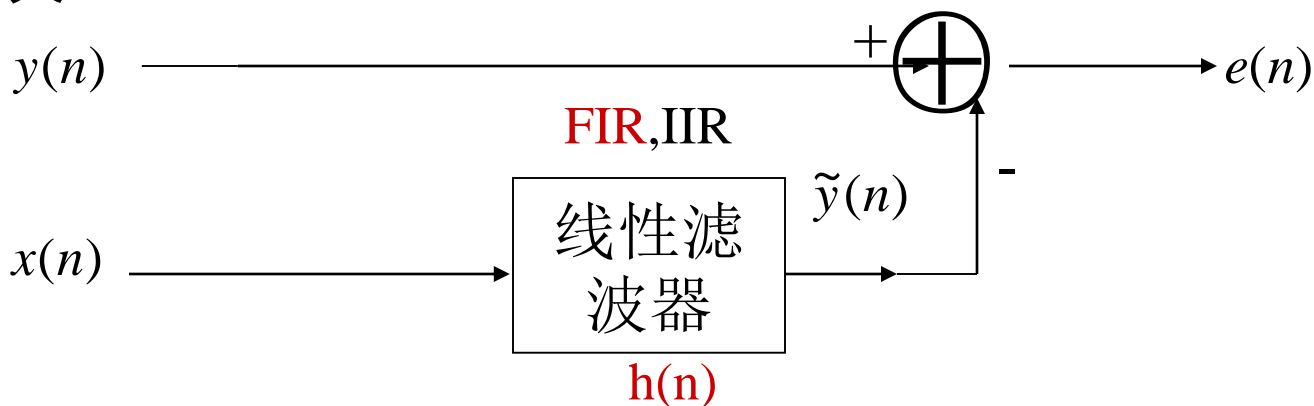 y(n)
+
e(n)
FIR,IIR
-
ỹ(n)
x(n)
线性滤
波器
h(n)